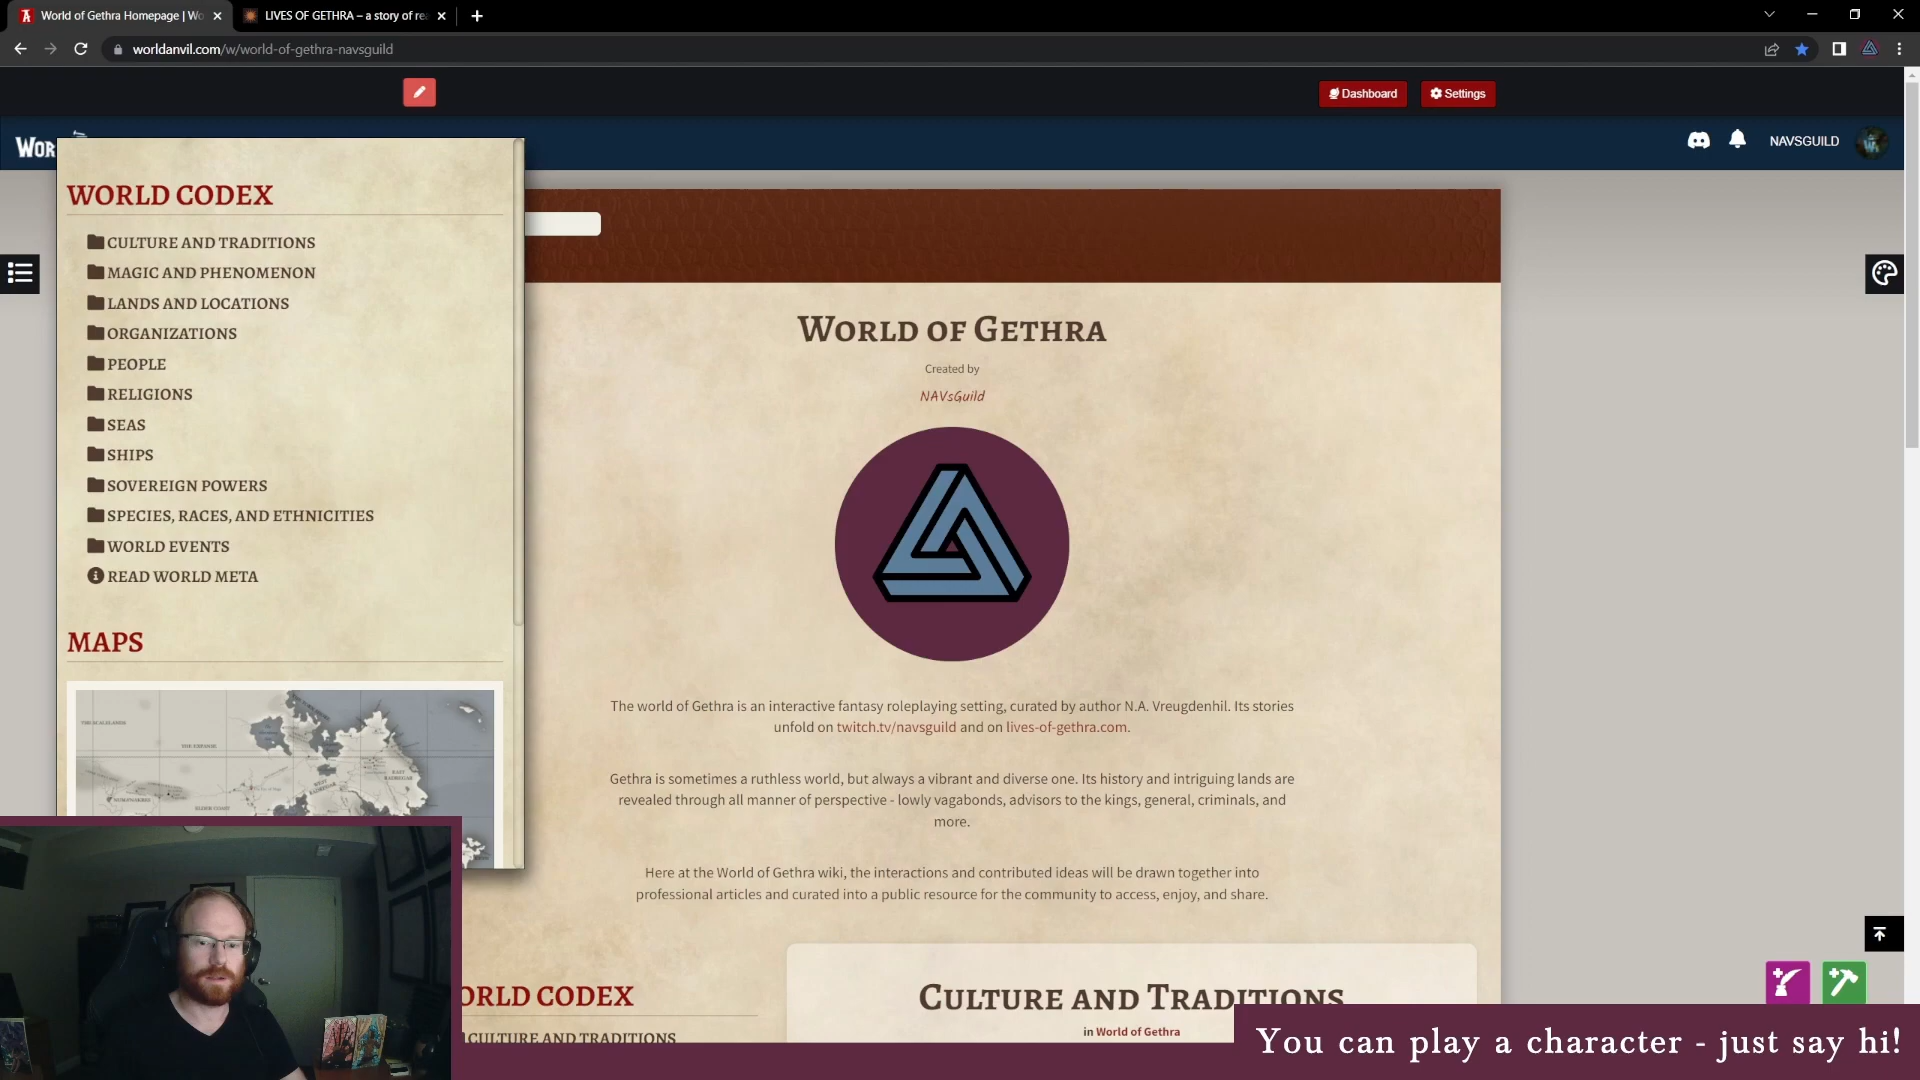 World of Gethra Homepage | Wo
LIVES OF GETHRA – a story of rea
worldanvil.com/w/world-of-gethra-navsguild
Dashboard
Settings
WOR
NAVSGUILD
WORLD CODEX
CULTURE AND TRADITIONS
MAGIC AND PHENOMENON
LANDS AND LOCATIONS
ORGANIZATIONS
PEOPLE
RELIGIONS
SEAS
SHIPS
SOVEREIGN POWERS
SPECIES, RACES, AND ETHNICITIES
WORLD EVENTS
READ WORLD META
MAPS
THE EXPANSE
ELDER COAST
WORLD OF GETHRA
Created by
NAVsGuild
The world of Gethra is an interactive fantasy roleplaying setting, curated by author N.A. Vreugdenhil. Its stories
unfold on twitch.tv/navsguild and on lives-of-gethra.com.
Gethra is sometimes a ruthless world, but always a vibrant and diverse one. Its history and intriguing lands are
revealed through all manner of perspective - lowly vagabonds, advisors to the kings, general, criminals, and
more.
Here at the World of Gethra wiki, the interactions and contributed ideas will be drawn together into
professional articles and curated into a public resource for the community to access, enjoy, and share.
ORLD CODEX
CULTURE AND TRADITIONS
CULTURE AND TRADITIONS
in World of Gethra
You can play a character - just say hi!